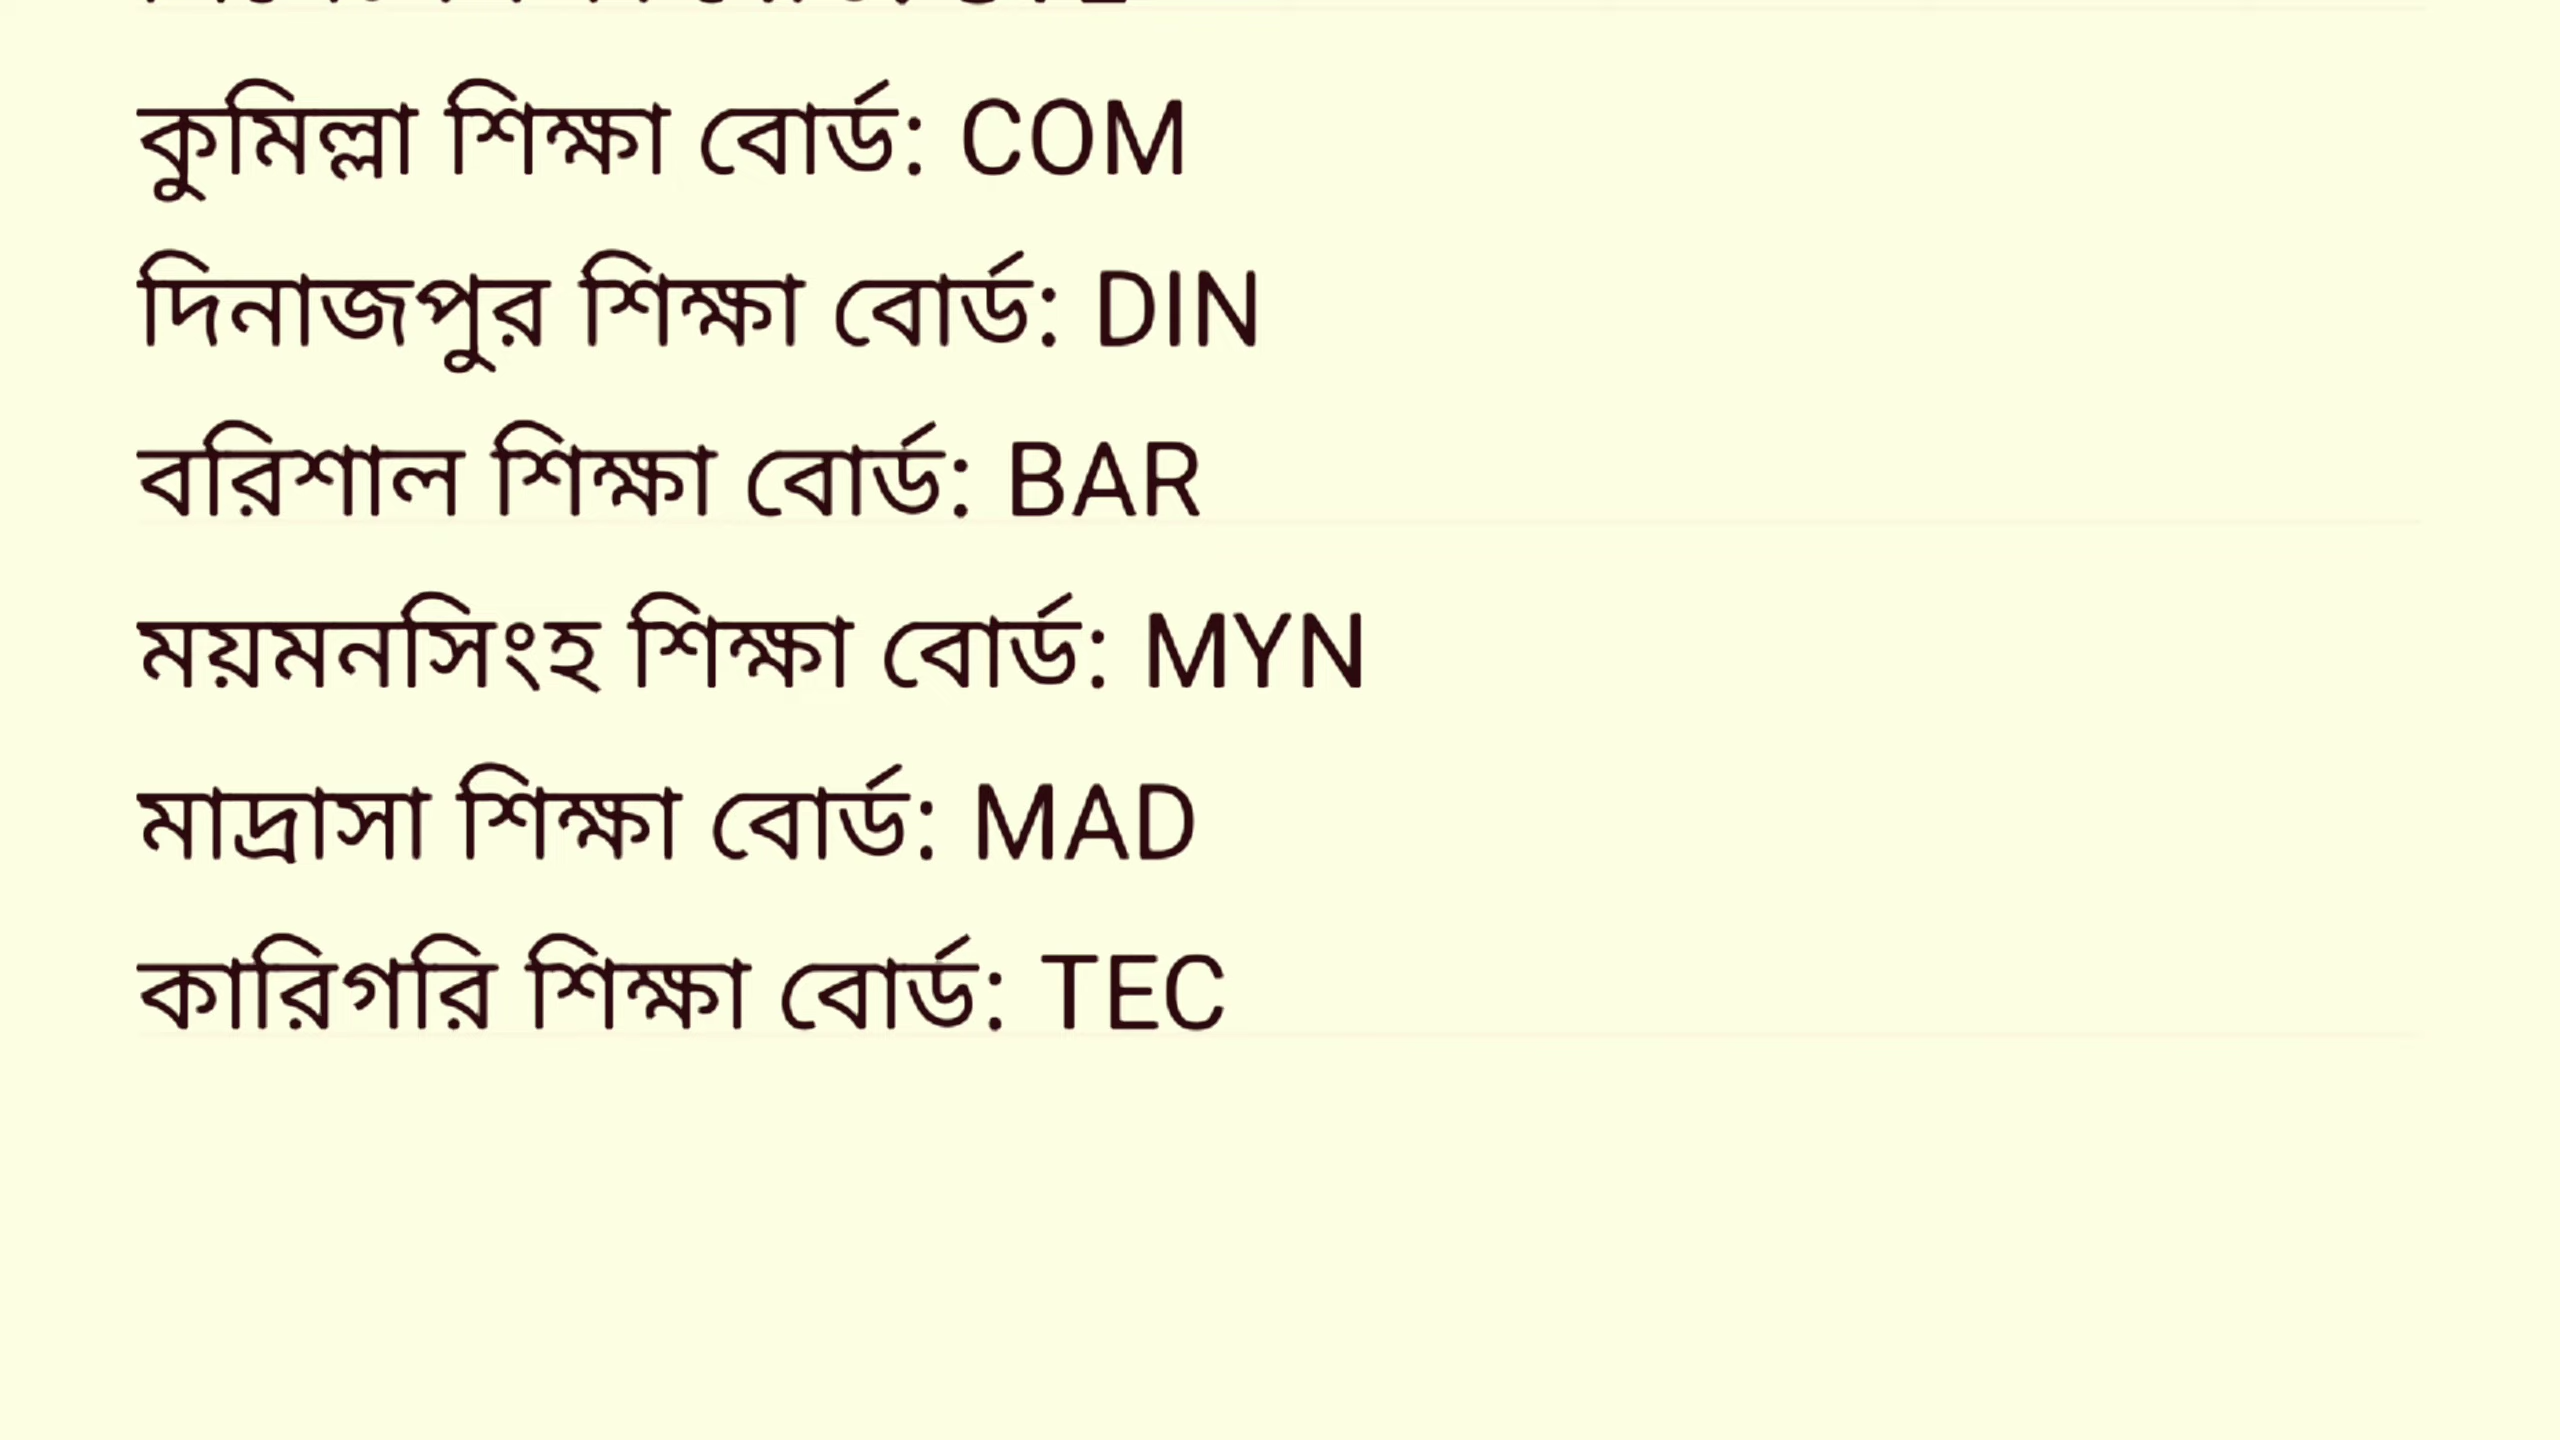 কুমিল্লা শিক্ষা বোর্ড: COM
দিনাজপুর শিক্ষা বোর্ড: DIN
বরিশাল শিক্ষা বোর্ড: BAR
ময়মনসিংহ শিক্ষা বোর্ড: MYN
মাদ্রাসা শিক্ষা বোর্ড: MAD
কারিগরি শিক্ষা বোর্ড: TEC